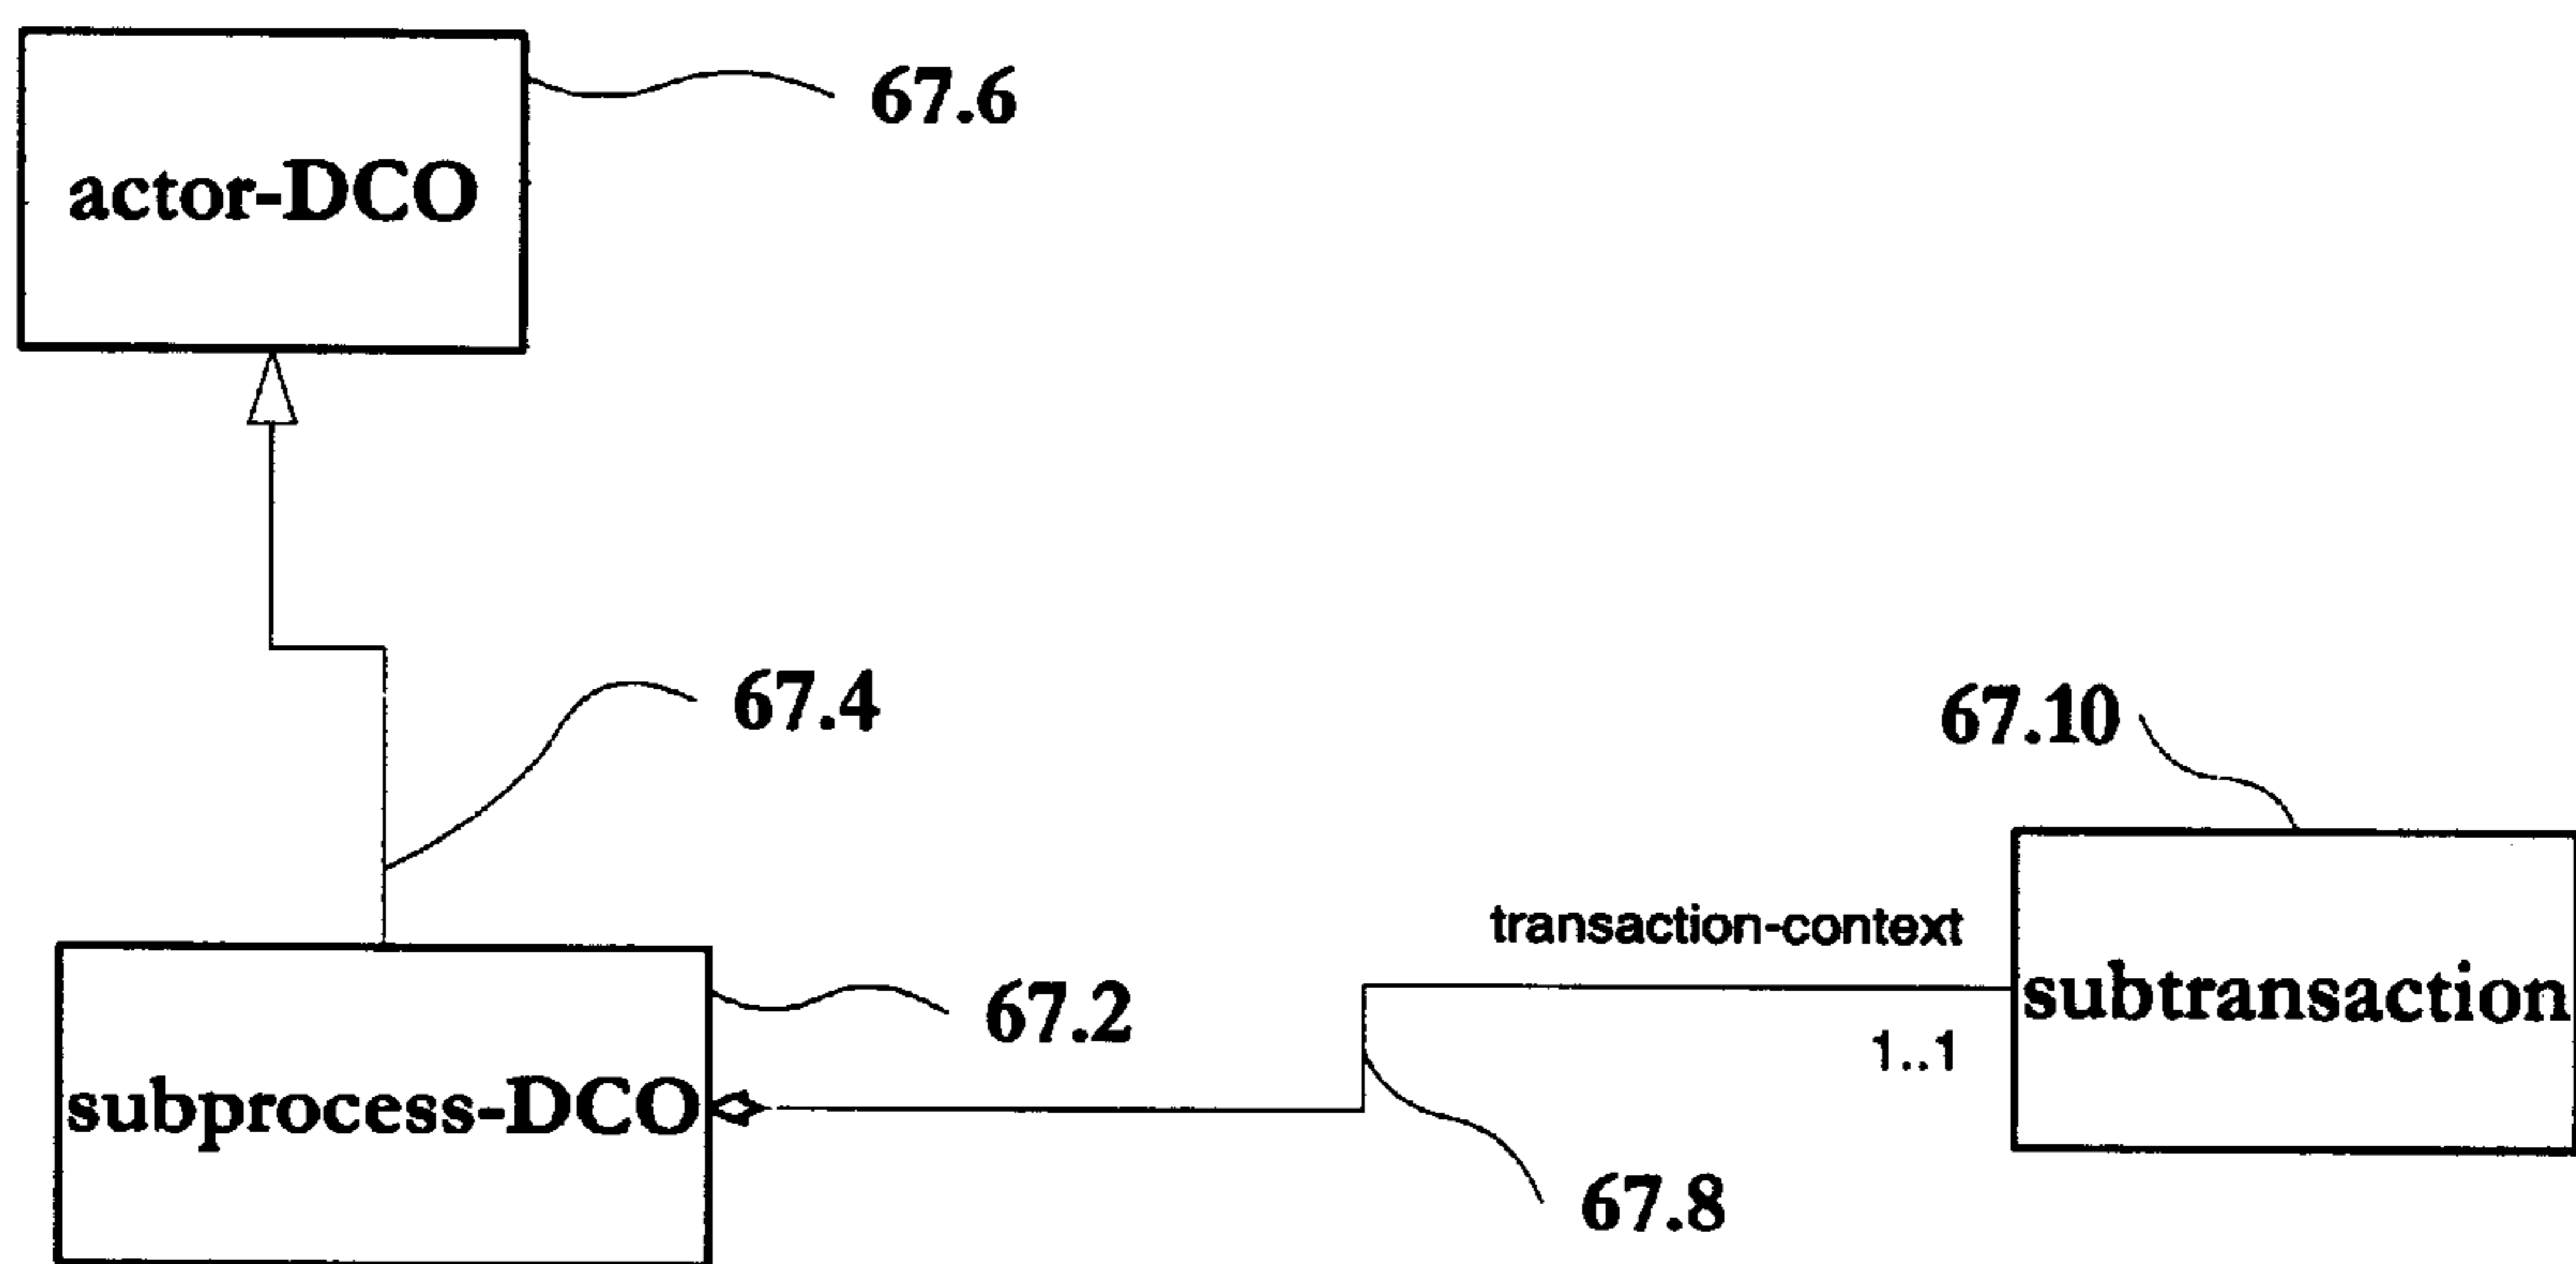 67.6
actor-DCO
67.4
67.10
transaction-context
subtransaction
67.2
1..1
subprocess-DCO
67.8